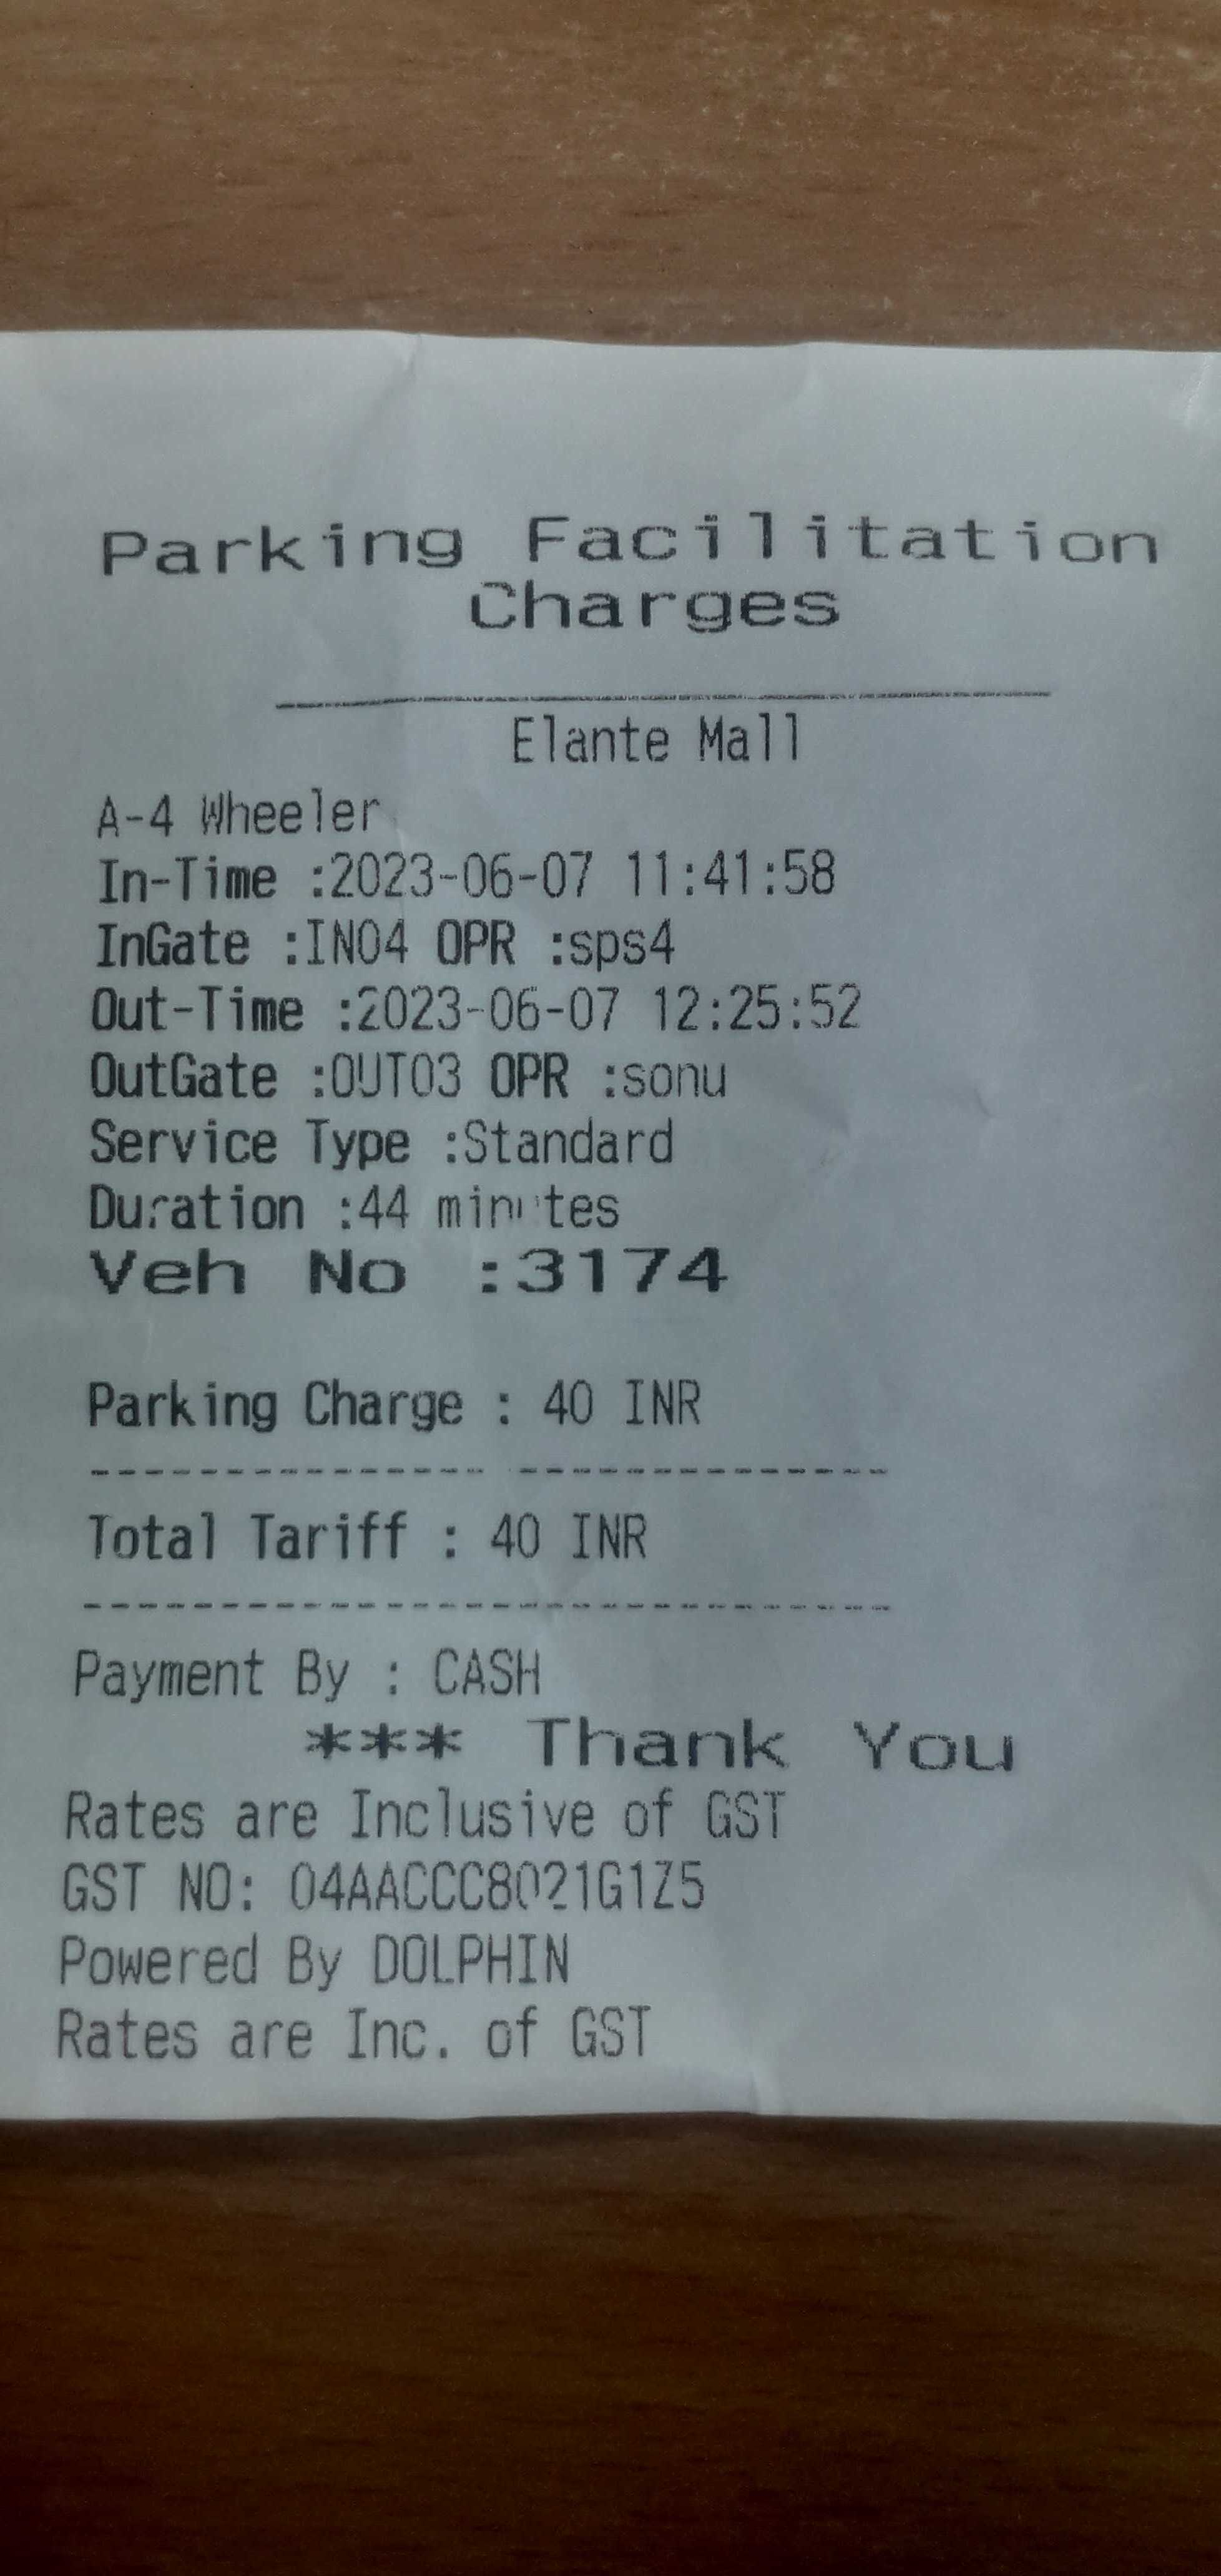 Parking Facilitation
Charges
Elante Mall
A-4 Wheeler
In-Time :2023-06-07 11:41:58
InGate :IN04 OPR :sps4
Out-Time :2023-06-07 12:25:52
OutGate :OUT03 OPR :sonu
Service Type :Standard
Duration :44 minutes
Veh No :3174
Parking Charge : 40 INR
--------------- --------------
Total Tariff : 40 INR
------------------------------
Payment By : CASH
*** Thank You
Rates are Inclusive of GST
GST NO: 04AACCC8021G1Z5
Powered By DOLPHIN
Rates are Inc. of GST